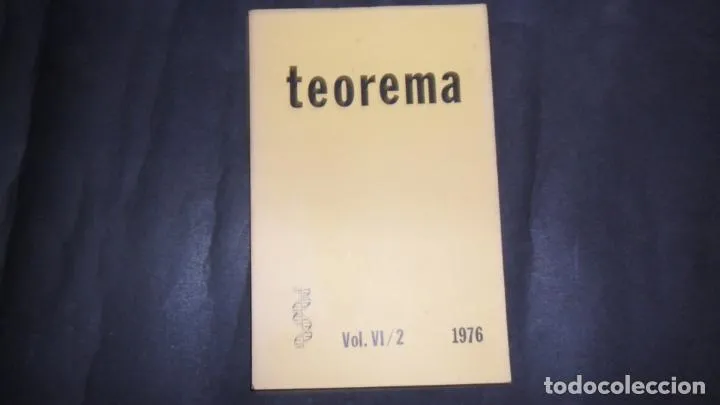 teorema
Vol. VI/2 1976
todocoleccion